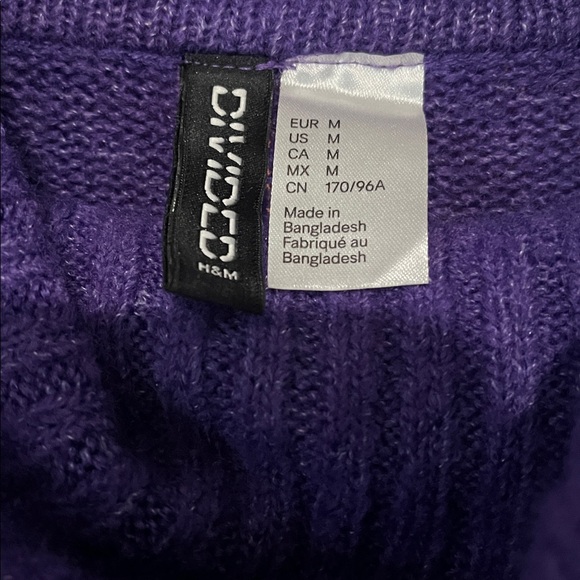 DIVIDED
H&M
EUR M
US M
CA M
MX M
CN 170/96A
Made in
Bangladesh
Fabriqué au
Bangladesh